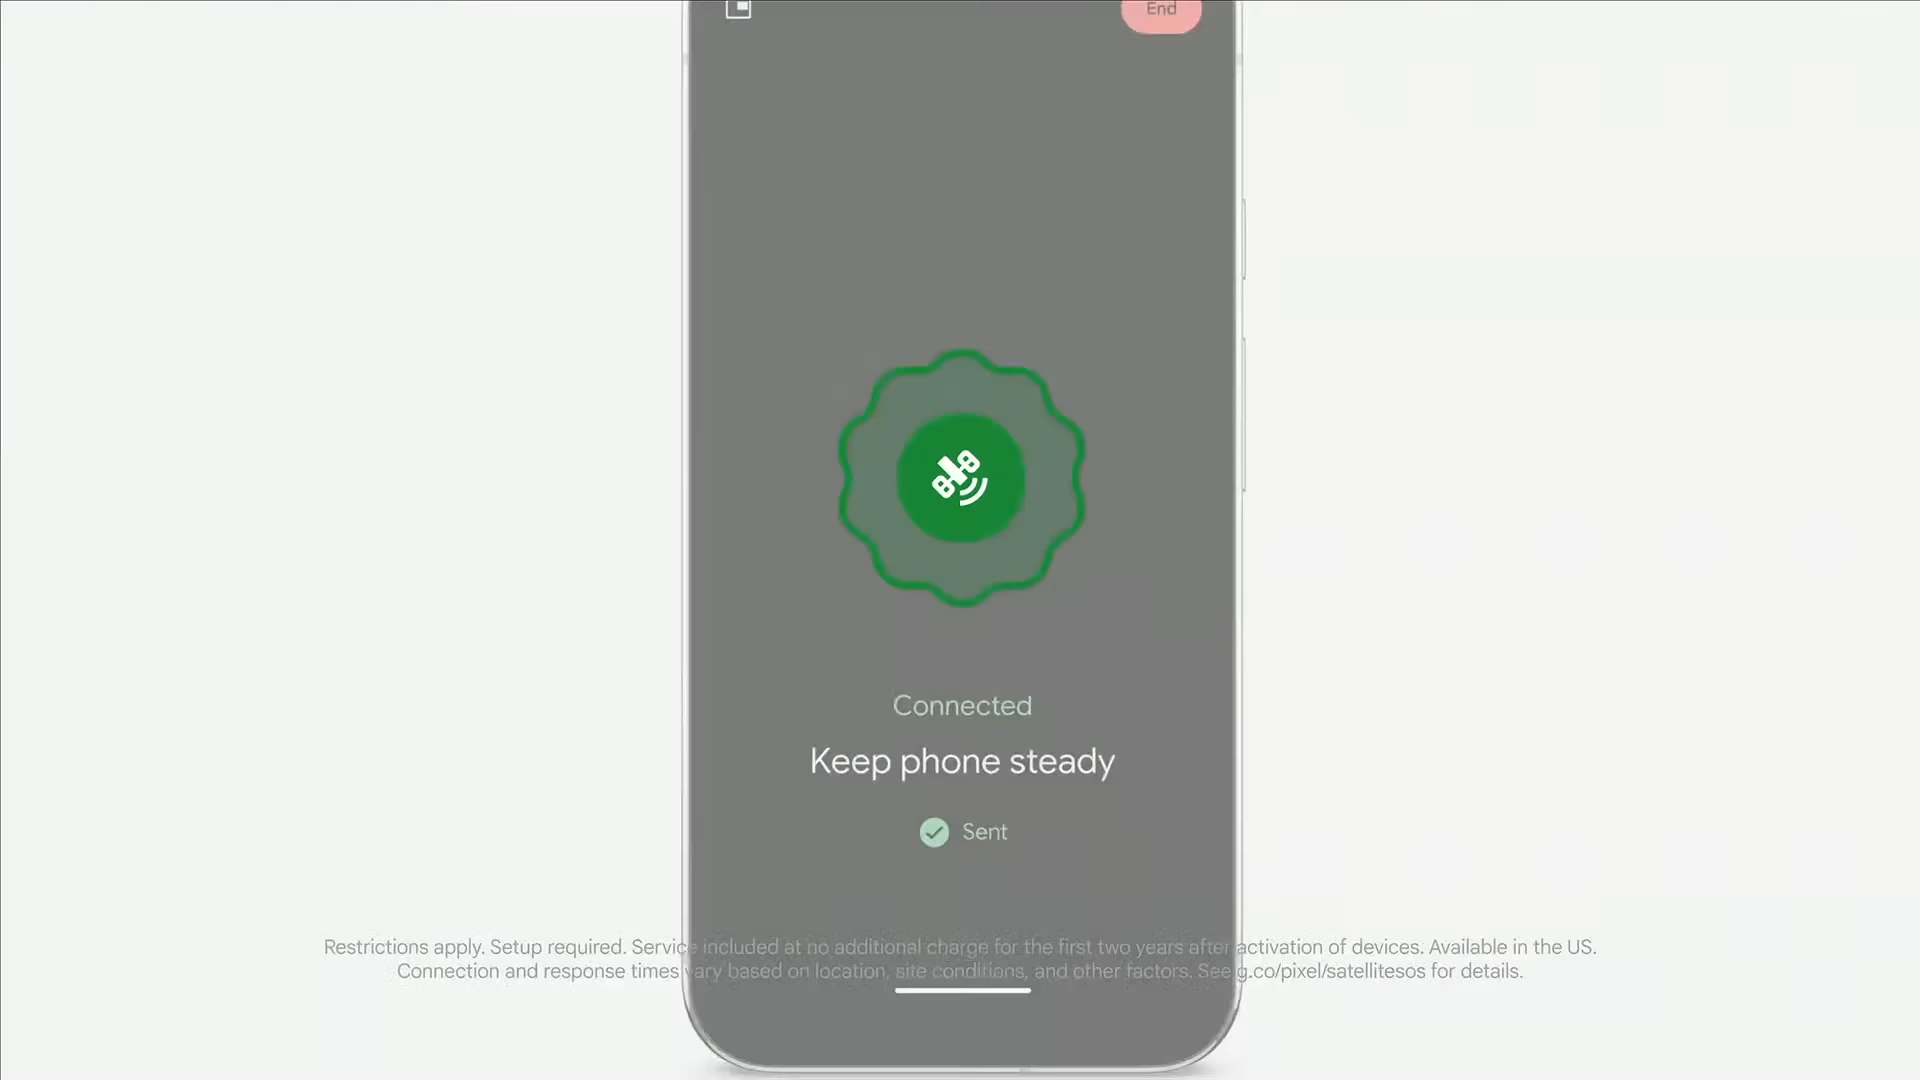 End
Connected
Keep phone steady
Sent
Restrictions apply. Setup required. Service included at no additional charge for the first two years after activation of devices. Available in the US.
Connection and response times vary based on location, site conditions, and other factors. See g.co/pixel/satellitesos for details.